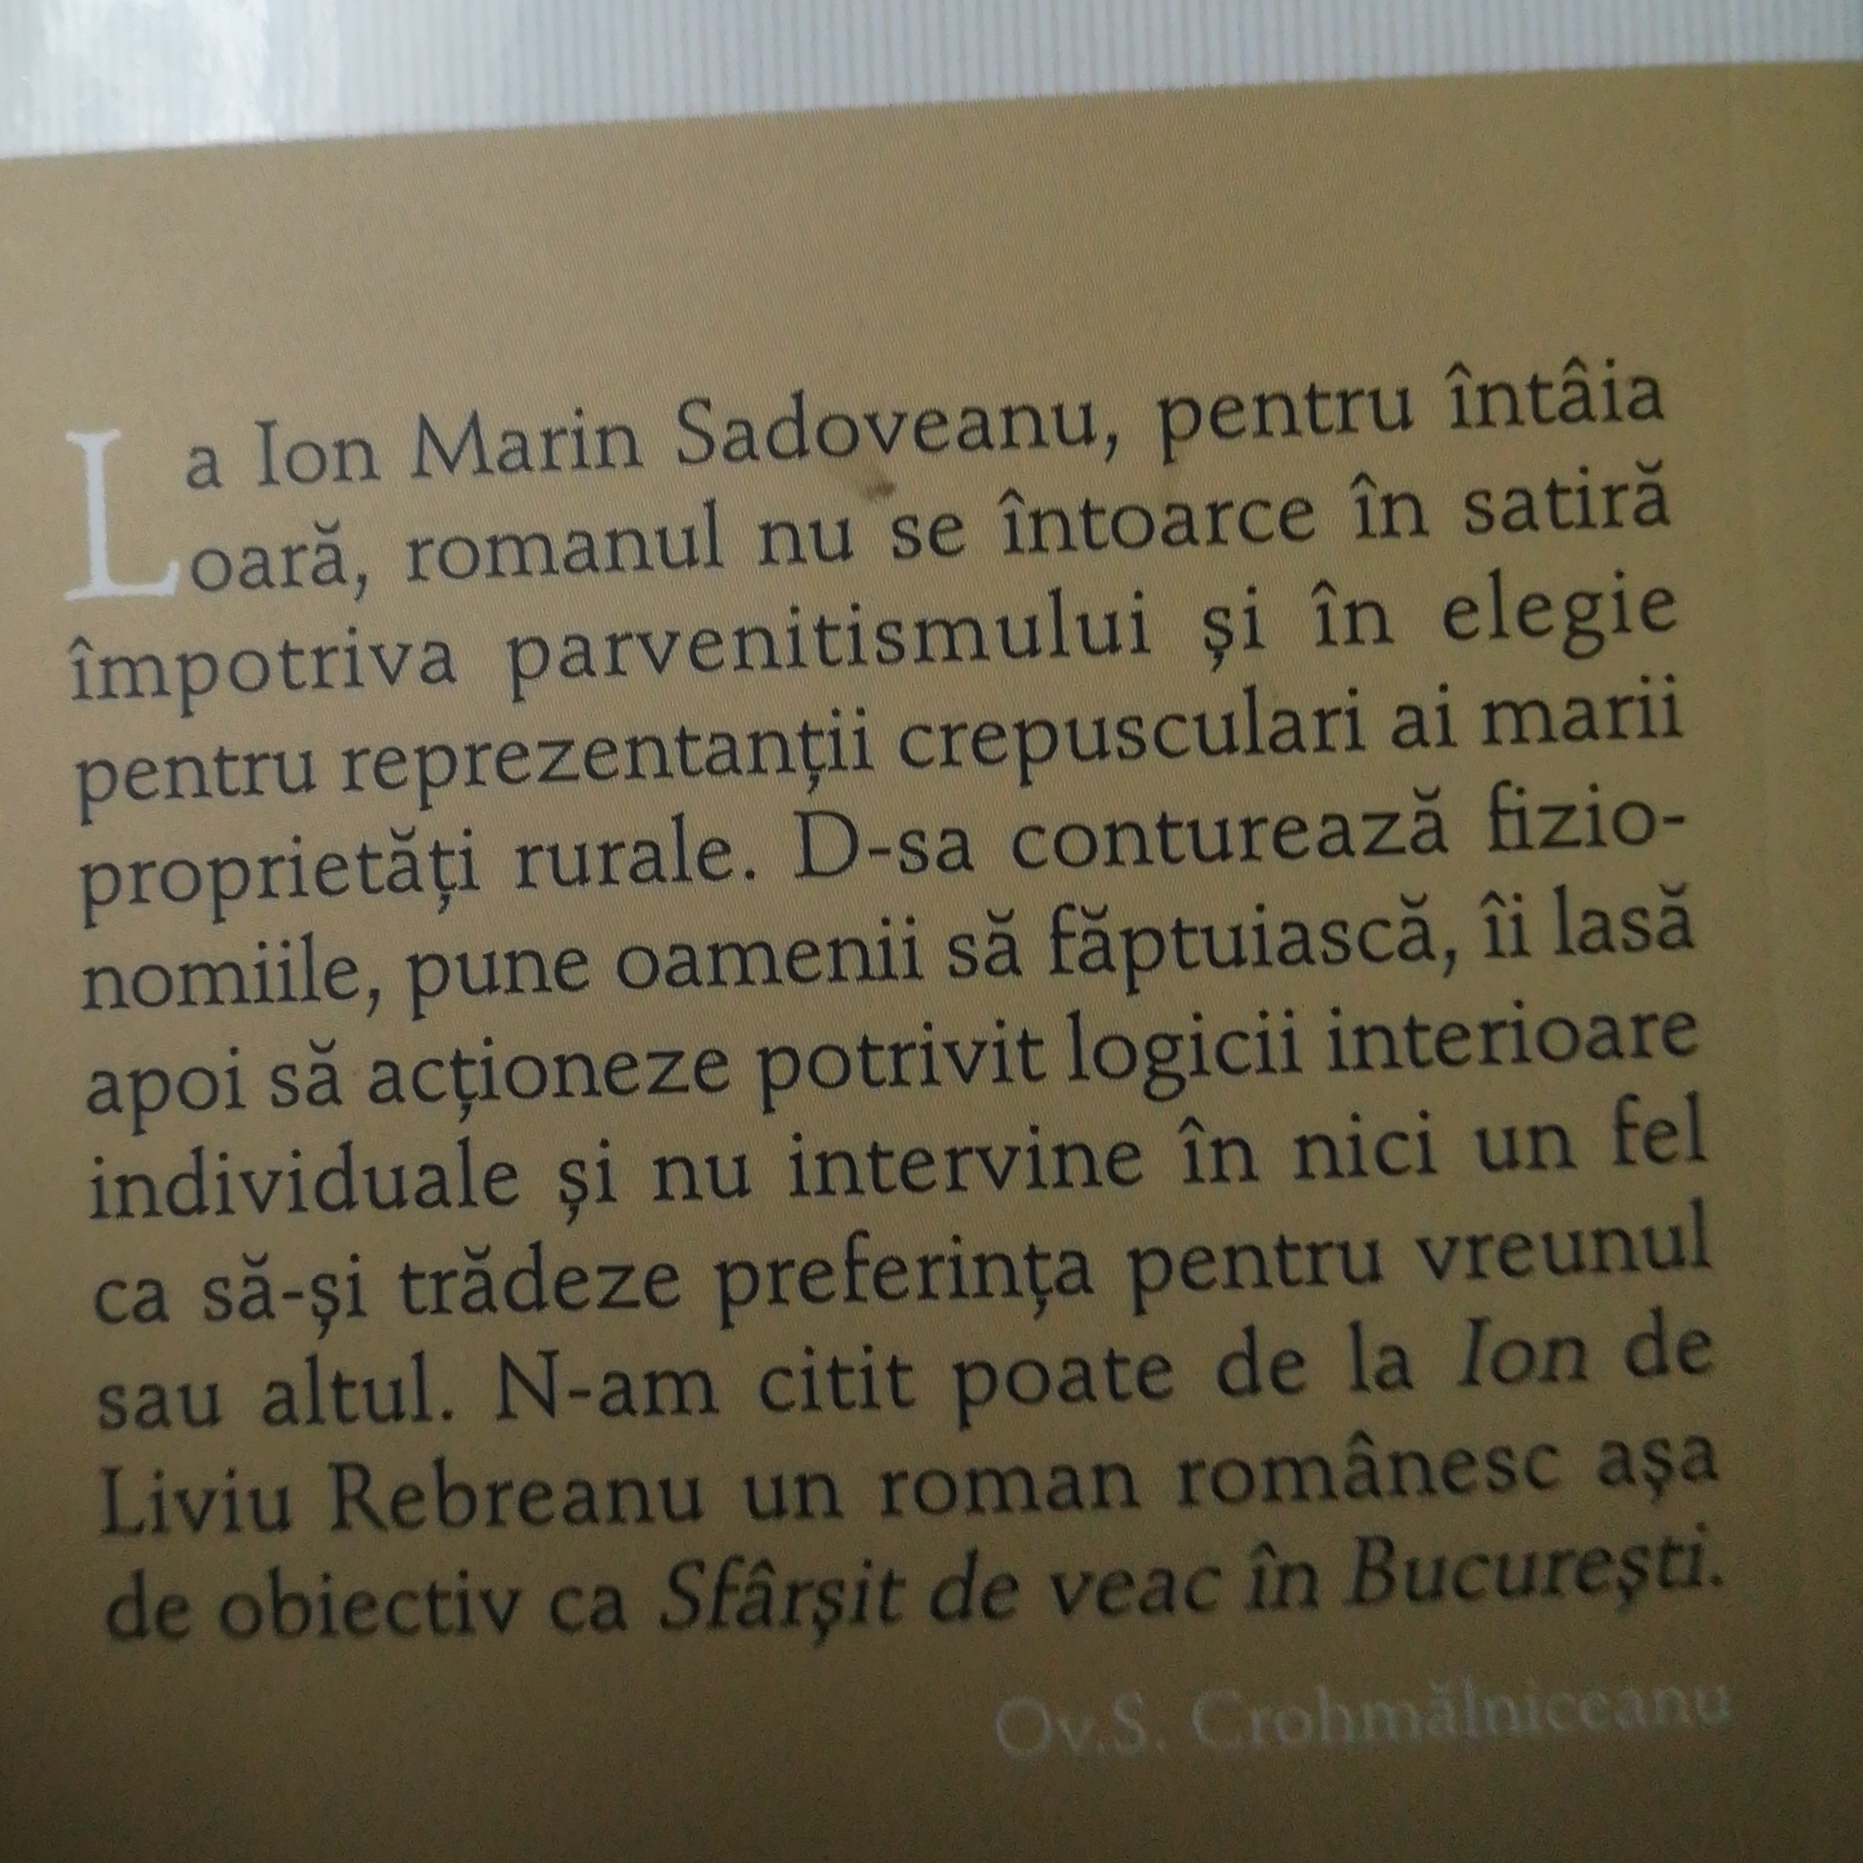 La Ion Marin Sadoveanu, pentru întâia
oară, romanul nu se întoarce în satiră
împotriva parvenitismului și în elegie
pentru reprezentanții crepusculari ai marii
proprietăți rurale. D-sa conturează fizio-
nomiile, pune oamenii să făptuiască, îi lasă
apoi să acționeze potrivit logicii interioare
individuale și nu intervine în nici un fel
ca să-și trădeze preferința pentru vreunul
sau altul. N-am citit poate de la Ion de
Liviu Rebreanu un roman românesc așa
de obiectiv ca Sfârșit de veac în București.
Ov.S. Crohmălniceanu